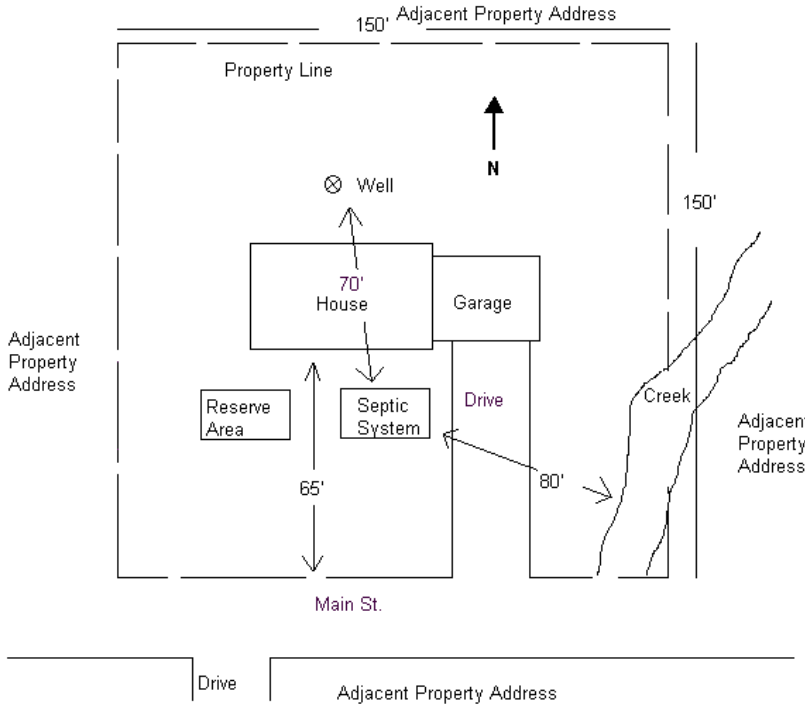 Adjacent Property Address
150'
Property Line
N
Well
150'
70'
House
Garage
Adjacent
Property
Address
Reserve
Area
Septic
System
Drive
Creek
Adjacent
Property
Address
65'
80'
Main St.
Drive
Adjacent Property Address